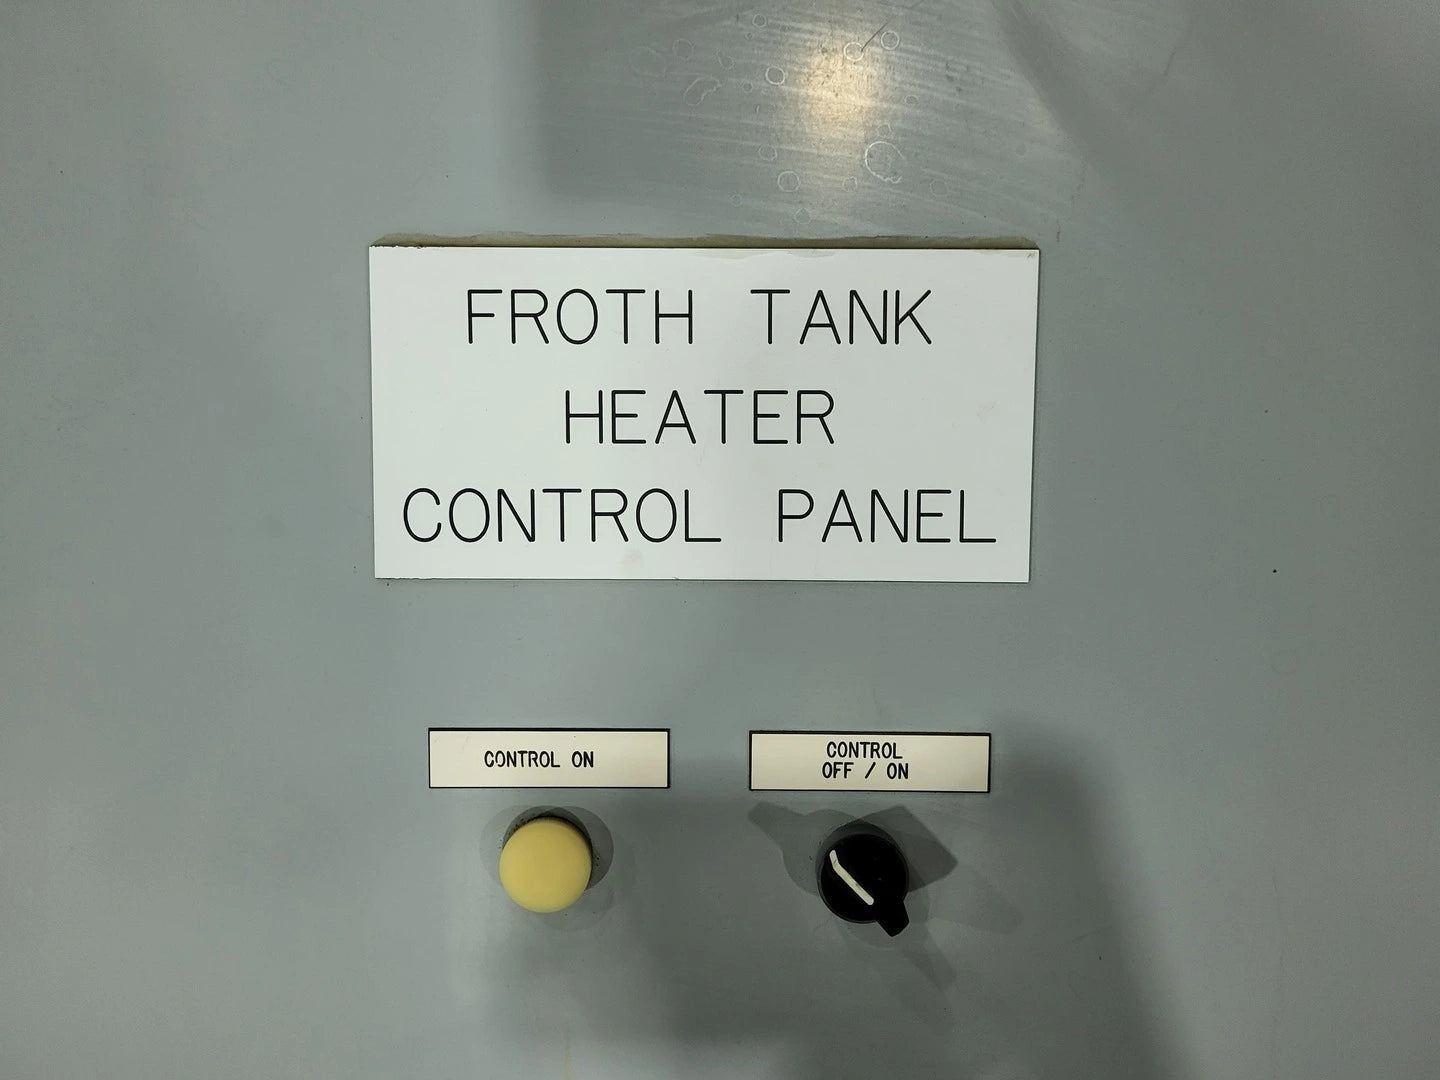 FROTH TANK
HEATER
CONTROL PANEL
CONTROL ON
CONTROL
OFF / ON